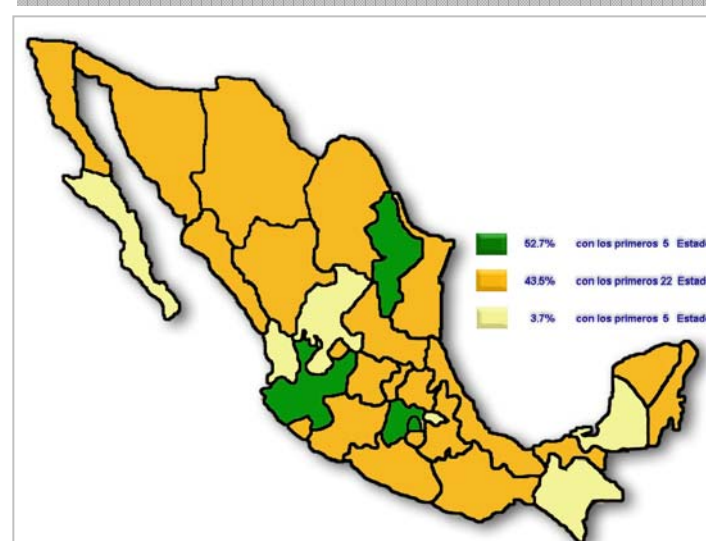 52.7% con los primeros 5 Estad
43.5% con los primeros 22 Estad
3.7% con los primeros 5 Estad